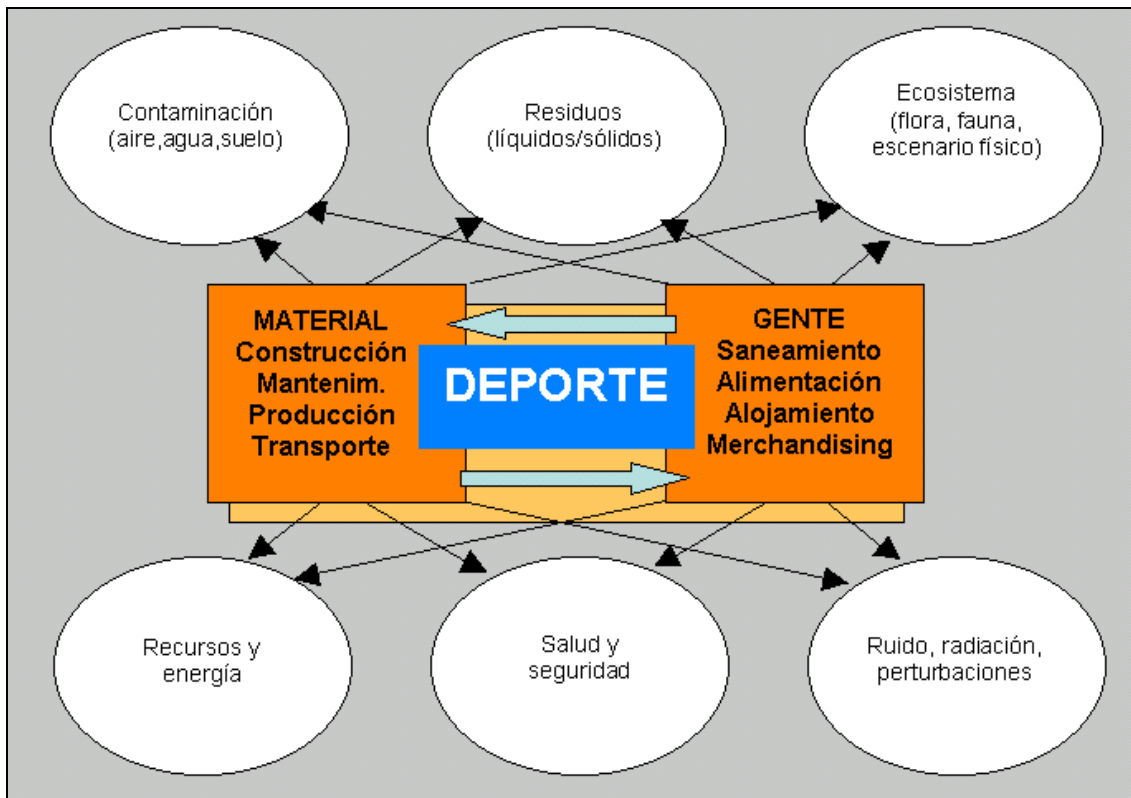 Contaminación
(aire,agua,suelo)
Residuos
(líquidos/sólidos)
Ecosistema
(flora, fauna,
escenario físico)
MATERIAL
Construcción
Mantenim.
Producción
Transporte
DEPORTE
GENTE
Saneamiento
Alimentación
Alojamiento
Merchandising
Recursos y
energía
Salud y
seguridad
Ruido, radiación,
perturbaciones